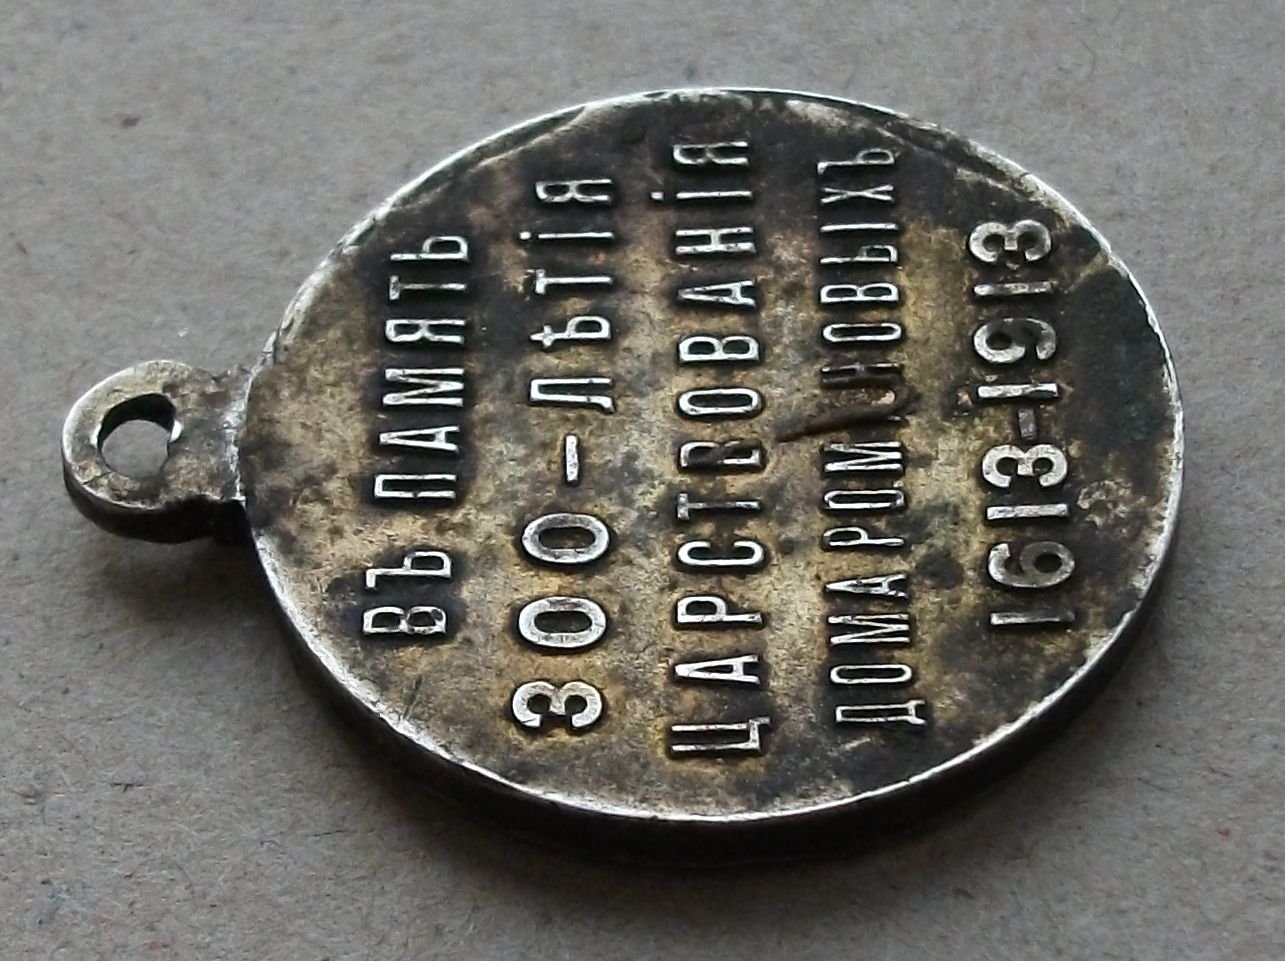 ВЪ ПАМЯТЬ
300-ЛѢТІЯ
ЦАРСТВОВАНІЯ
ДОМА РОМАНОВЫХЪ
1613-1913